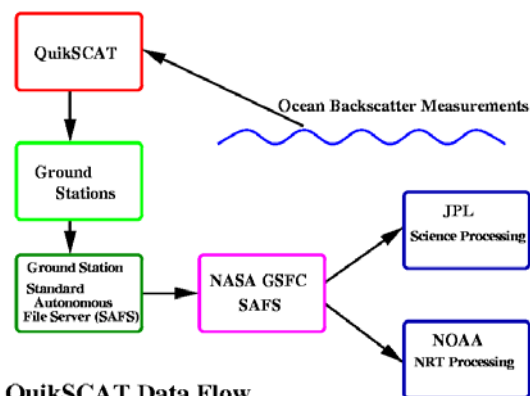 QuikSCAT
Ocean Backscatter Measurements
Ground
Stations
JPL
Science Processing
Ground Station
Standard
Autonomous
File Server (SAFS)
NASA GSFC
SAFS
NOAA
NRT Processing
QuikSCAT Data Flow